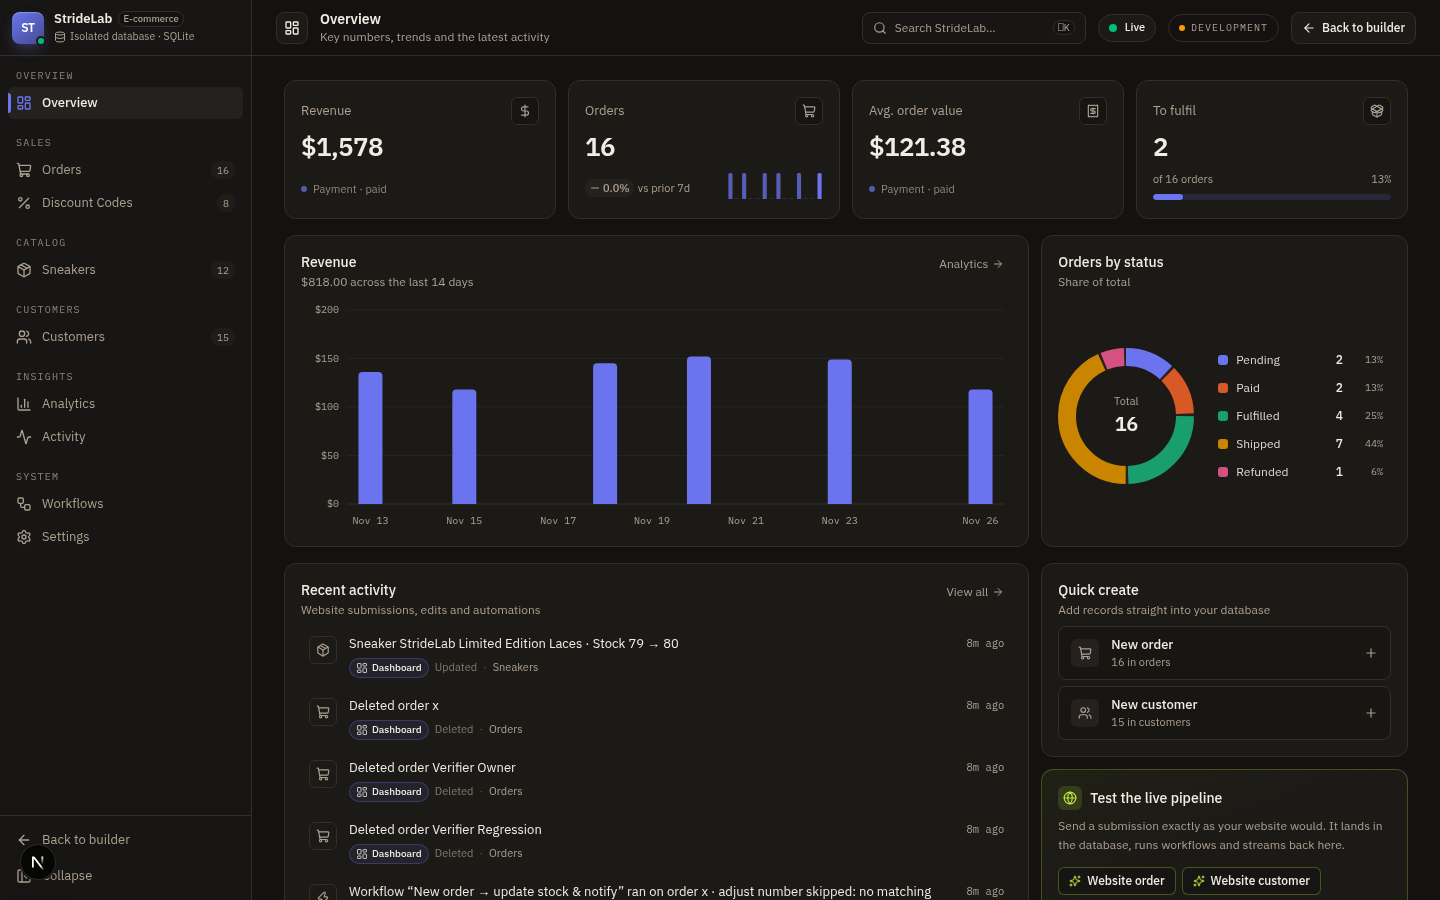 ST
StrideLab
E-commerce
Isolated database · SQLite
OVERVIEW
Overview
SALES
Orders
16
Discount Codes
8
CATALOG
Sneakers
12
CUSTOMERS
Customers
15
INSIGHTS
Analytics
Activity
SYSTEM
Workflows
Settings
Back to builder
N
ollapse
Overview
Key numbers, trends and the latest activity
Search StrideLab...
Live
DEVELOPMENT
Back to builder
Revenue
$1,578
Payment · paid
Orders
16
0.0%
vs prior 7d
Avg. order value
$121.38
Payment · paid
To fulfil
2
of 16 orders
13%
Revenue
$818.00 across the last 14 days
Analytics →
$200
$150
$100
$50
$0
Nov 13
Nov 15
Nov 17
Nov 19
Nov 21
Nov 23
Nov 26
Orders by status
Share of total
Total
16
Pending 2 13%
Paid 2 13%
Fulfilled 4 25%
Shipped 7 44%
Refunded 1 6%
Recent activity
Website submissions, edits and automations
View all →
Sneaker StrideLab Limited Edition Laces · Stock 79 → 80
8m ago
Dashboard Updated · Sneakers
Deleted order x
8m ago
Dashboard Deleted · Orders
Deleted order Verifier Owner
8m ago
Dashboard Deleted · Orders
Deleted order Verifier Regression
8m ago
Dashboard Deleted · Orders
Workflow “New order → update stock & notify” ran on order x · adjust number skipped: no matching
8m ago
Quick create
Add records straight into your database
New order
16 in orders
New customer
15 in customers
Test the live pipeline
Send a submission exactly as your website would. It lands in
the database, runs workflows and streams back here.
Website order
Website customer